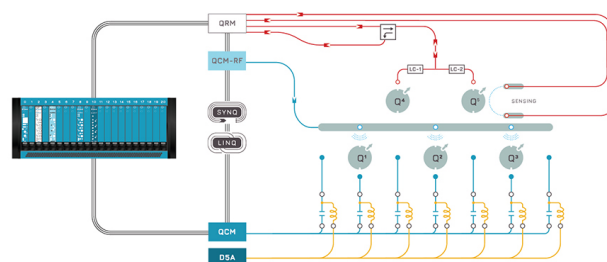 QRM
QCM-RF
LC-1
LC-2
Q⁴
Q⁵
SENSING
SYNQ
LINQ
Q¹
Q²
Q³
QCM
D5A